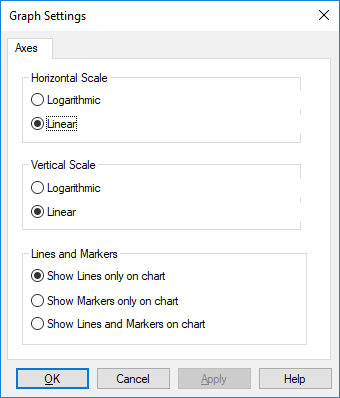 Graph Settings
Axes
Horizontal Scale
Logarithmic
Linear
Vertical Scale
Logarithmic
Linear
Lines and Markers
Show Lines only on chart
Show Markers only on chart
Show Lines and Markers on chart
OK Cancel Apply Help